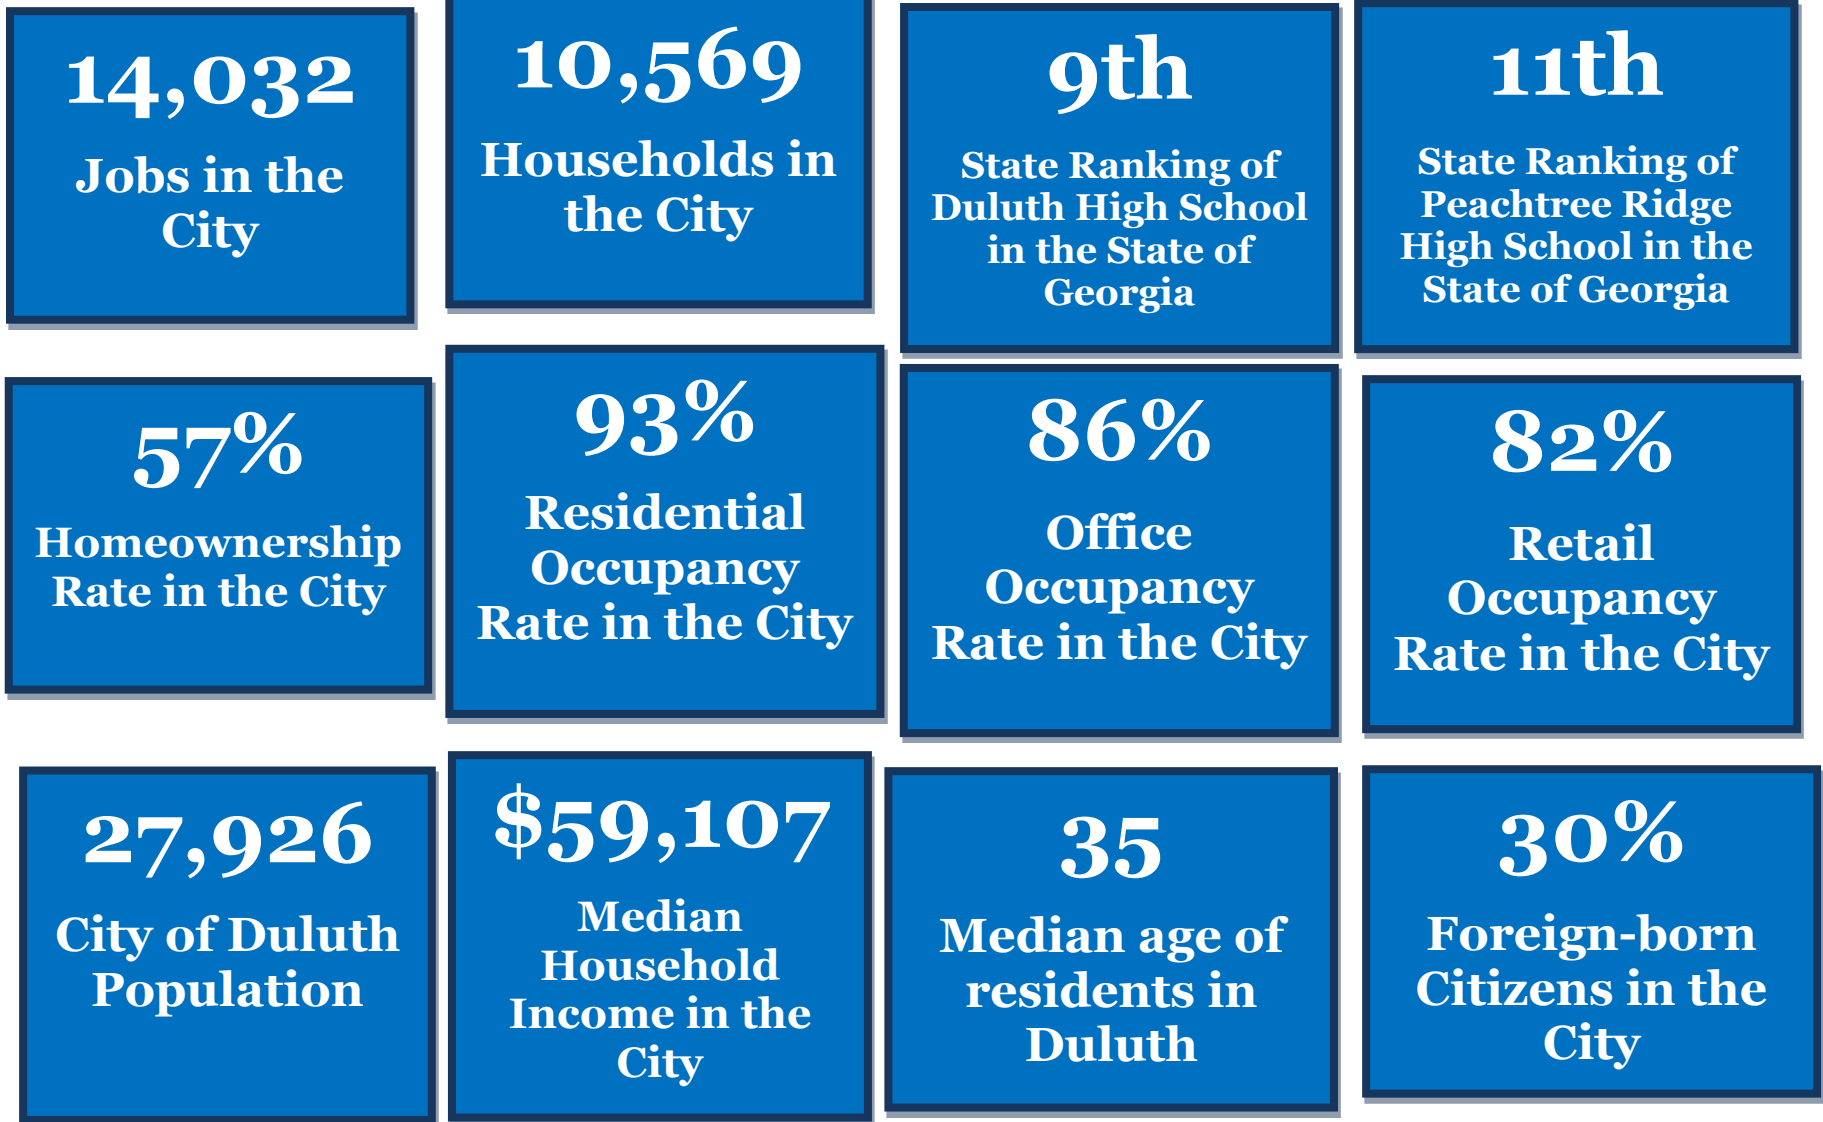 14,032
Jobs in the
City
10,569
Households in
the City
9th
State Ranking of
Duluth High School
in the State of
Georgia
11th
State Ranking of
Peachtree Ridge
High School in the
State of Georgia
57%
Homeownership
Rate in the City
93%
Residential
Occupancy
Rate in the City
86%
Office
Occupancy
Rate in the City
82%
Retail
Occupancy
Rate in the City
27,926
City of Duluth
Population
$59,107
Median
Household
Income in the
City
35
Median age of
residents in
Duluth
30%
Foreign-born
Citizens in the
City